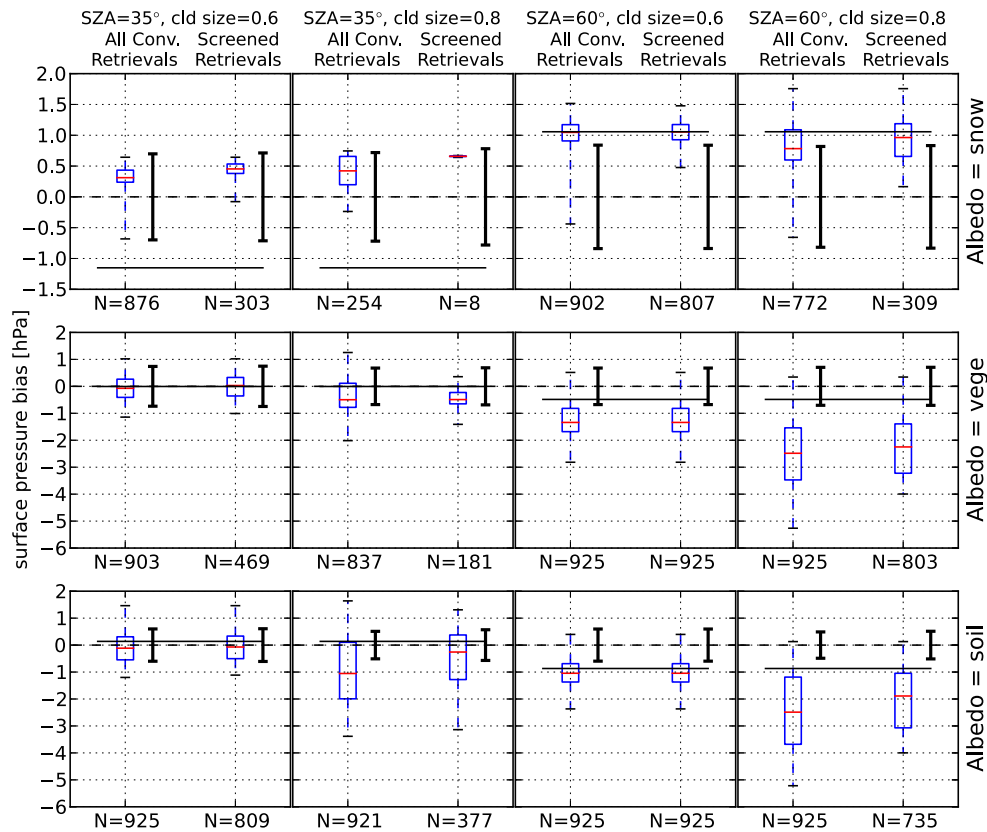 SZA=35°, cld size=0.6 SZA=35°, cld size=0.8 SZA=60°, cld size=0.6 SZA=60°, cld size=0.8
All Conv. Screened All Conv. Screened All Conv. Screened All Conv. Screened
Retrievals Retrievals Retrievals Retrievals Retrievals Retrievals Retrievals Retrievals
2.0
1.5
1.0
0.5
0.0
−0.5
−1.0
−1.5
Albedo = snow
N=876 N=303 N=254 N=8 N=902 N=807 N=772 N=309
surface pressure bias [hPa]
2
1
0
−1
−2
−3
−4
−5
−6
Albedo = vege
N=903 N=469 N=837 N=181 N=925 N=925 N=925 N=803
2
1
0
−1
−2
−3
−4
−5
−6
Albedo = soil
N=925 N=809 N=921 N=377 N=925 N=925 N=925 N=735